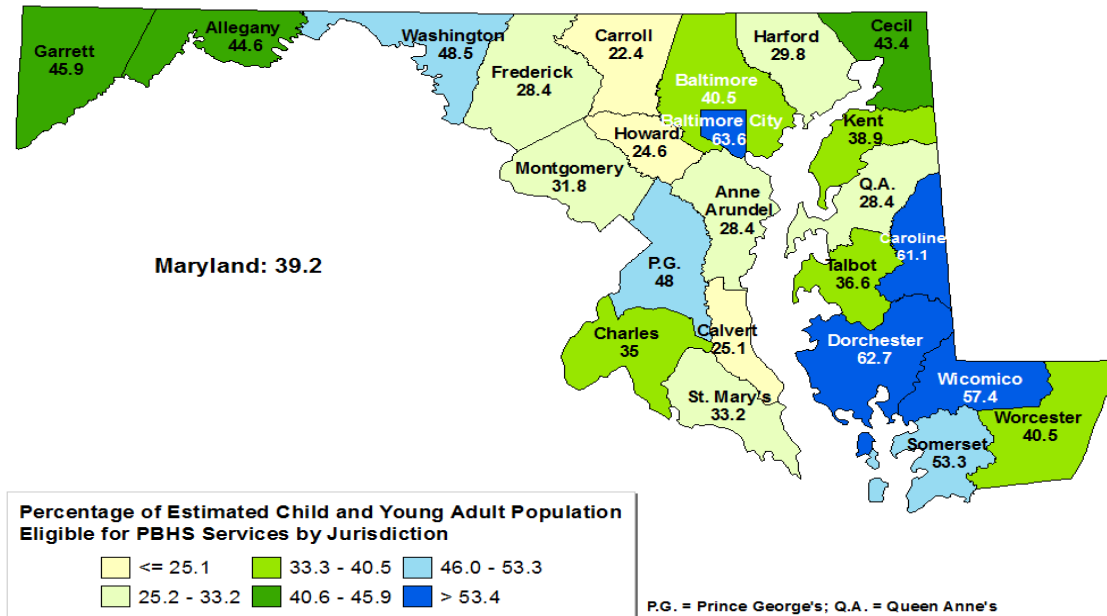 Garrett
45.9
Allegany
44.6
Washington
48.5
Frederick
28.4
Carroll
22.4
Baltimore
40.5
Baltimore City
63.6
Harford
29.8
Cecil
43.4
Howard
24.6
Kent
38.9
Montgomery
31.8
Anne
Arundel
28.4
Q.A.
28.4
Caroline
61.1
Maryland: 39.2
P.G.
48
Talbot
36.6
Charles
35
Calvert
25.1
Dorchester
62.7
St. Mary's
33.2
Wicomico
57.4
Worcester
40.5
Somerset
53.3
Percentage of Estimated Child and Young Adult Population
Eligible for PBHS Services by Jurisdiction
<= 25.1
33.3 - 40.5
46.0 - 53.3
25.2 - 33.2
40.6 - 45.9
> 53.4
P.G. = Prince George's; Q.A. = Queen Anne's